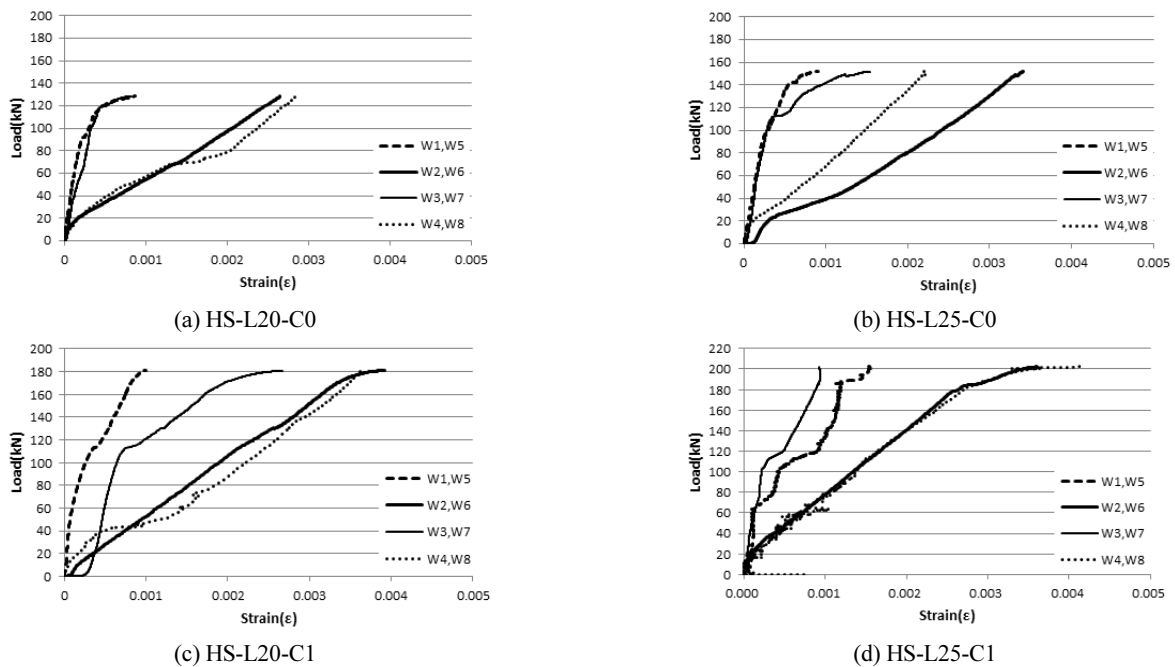 200
180
160
140
120
100
80
60
40
20
0
Load(kN)
W1,W5
W2,W6
W3,W7
W4,W8
0 0.001 0.002 0.003 0.004 0.005
Strain(ε)
(a) HS-L20-C0
200
180
160
140
120
100
80
60
40
20
0
Load(kN)
W1,W5
W2,W6
W3,W7
W4,W8
0 0.001 0.002 0.003 0.004 0.005
Strain(ε)
(b) HS-L25-C0
200
180
160
140
120
100
80
60
40
20
0
Load(kN)
W1,W5
W2,W6
W3,W7
W4,W8
0 0.001 0.002 0.003 0.004 0.005
Strain(ε)
(c) HS-L20-C1
220
200
180
160
140
120
100
80
60
40
20
0
Load(kN)
W1,W5
W2,W6
W3,W7
W4,W8
0.000 0.001 0.002 0.003 0.004 0.005
Strain(ε)
(d) HS-L25-C1